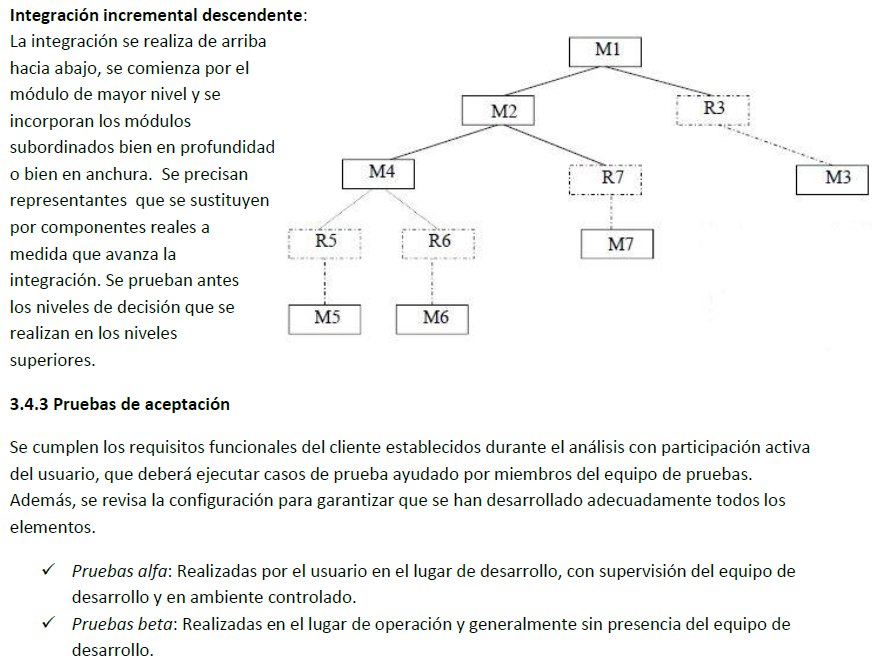 Integración incremental descendente:
La integración se realiza de arriba
hacia abajo, se comienza por el
módulo de mayor nivel y se
incorporan los módulos
subordinados bien en profundidad
o bien en anchura. Se precisan
representantes que se sustituyen
por componentes reales a
medida que avanza la
integración. Se prueban antes
los niveles de decisión que se
realizan en los niveles
superiores.
M1
M2
R3
M4
R7
M3
R5
R6
M7
M5
M6
3.4.3 Pruebas de aceptación
Se cumplen los requisitos funcionales del cliente establecidos durante el análisis con participación activa
del usuario, que deberá ejecutar casos de prueba ayudado por miembros del equipo de pruebas.
Además, se revisa la configuración para garantizar que se han desarrollado adecuadamente todos los
elementos.
✓ Pruebas alfa: Realizadas por el usuario en el lugar de desarrollo, con supervisión del equipo de
desarrollo y en ambiente controlado.
✓ Pruebas beta: Realizadas en el lugar de operación y generalmente sin presencia del equipo de
desarrollo.